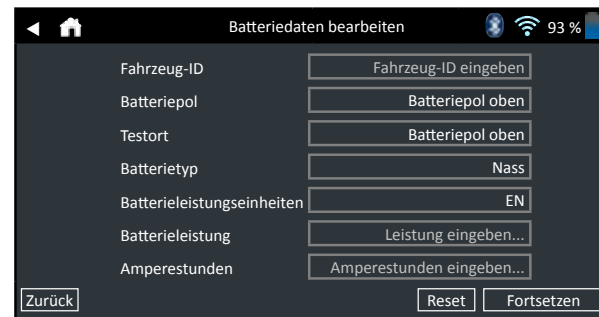 Batteriedaten bearbeiten 93 %
Fahrzeug-ID Fahrzeug-ID eingeben
Batteriepol Batteriepol oben
Testort Batteriepol oben
Batterietyp Nass
Batterieleistungseinheiten EN
Batterieleistung Leistung eingeben...
Amperestunden Amperestunden eingeben...
Zurück Reset Fortsetzen